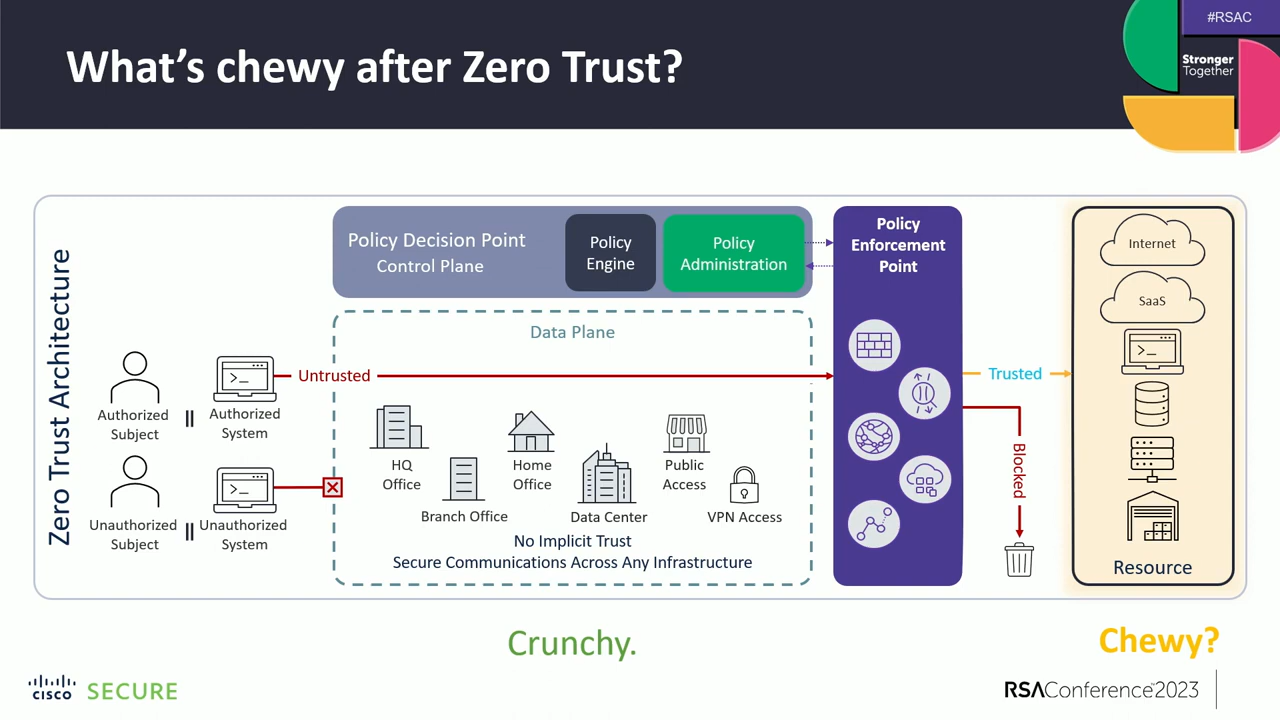 What's chewy after Zero Trust?
#RSAC
Stronger
Together
Zero Trust Architecture
Policy Decision Point
Control Plane
Policy
Engine
Policy
Administration
Policy
Enforcement
Point
Data Plane
Untrusted
Authorized
Subject
||
Authorized
System
Unauthorized
Subject
||
Unauthorized
System
HQ
Office
Branch Office
Home
Office
Data Center
Public
Access
VPN Access
No Implicit Trust
Secure Communications Across Any Infrastructure
Trusted
Blocked
Internet
SaaS
Resource
Crunchy.
Chewy?
CISCO SECURE
RSAConference™2023